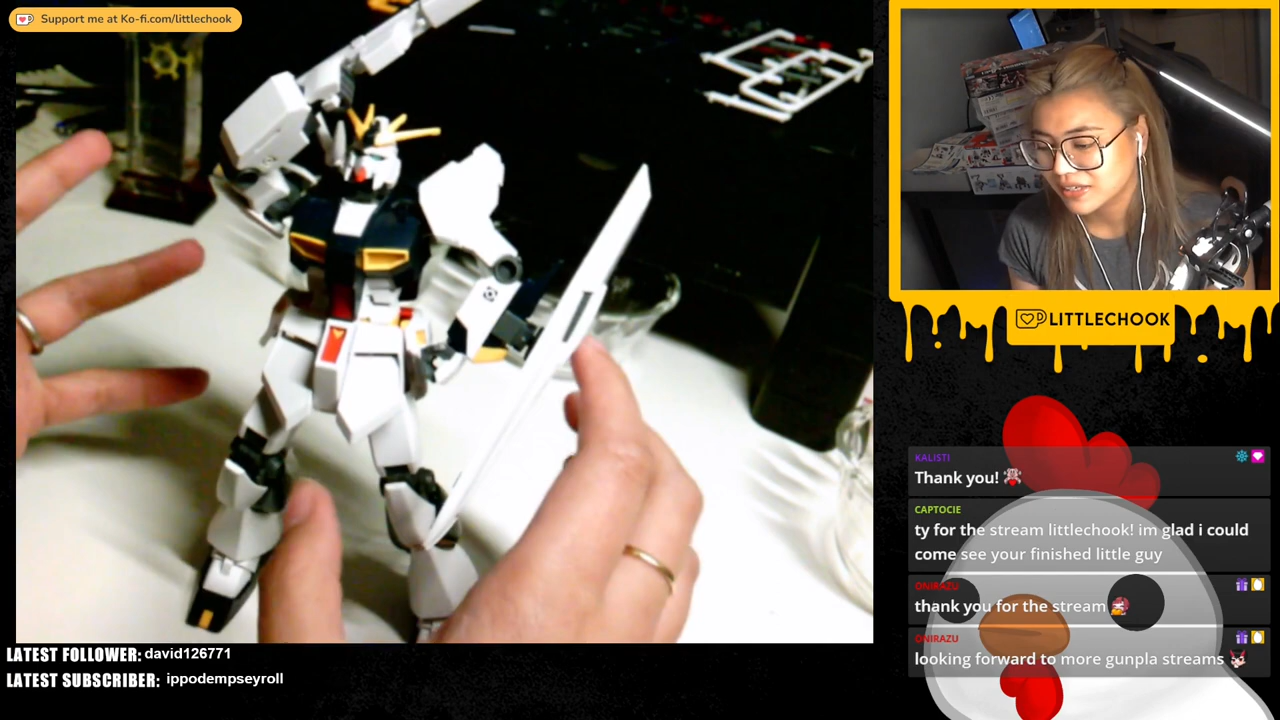 Support me at Ko-fi.com/littlechook
LITTLECHOOK
KALISTI
Thank you!
CAPTOCIE
ty for the stream littlechook! im glad i could
come see your finished little guy
ONIRAZU
thank you for the stream
ONIRAZU
looking forward to more gunpla streams
LATEST FOLLOWER: david126771
LATEST SUBSCRIBER: ippodempseyroll